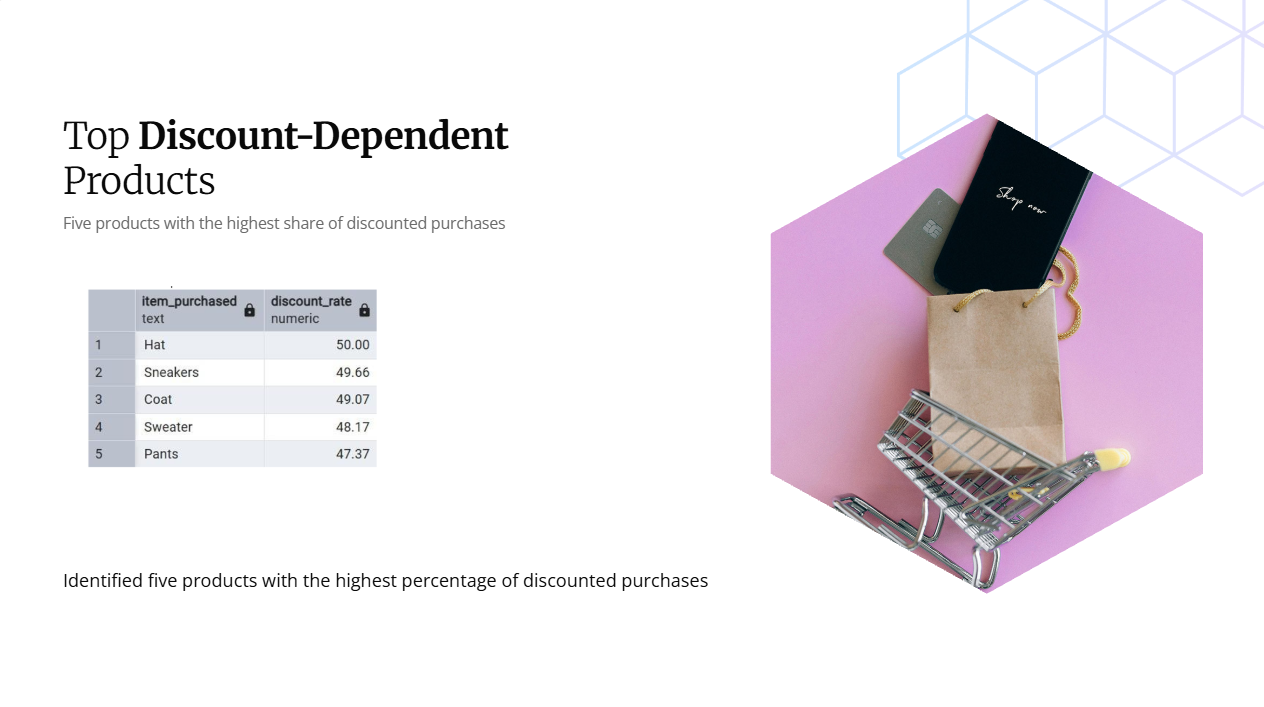 Top Discount-Dependent
Products
Five products with the highest share of discounted purchases
item_purchased discount_rate
text numeric
1 Hat 50.00
2 Sneakers 49.66
3 Coat 49.07
4 Sweater 48.17
5 Pants 47.37
Shop now
Identified five products with the highest percentage of discounted purchases